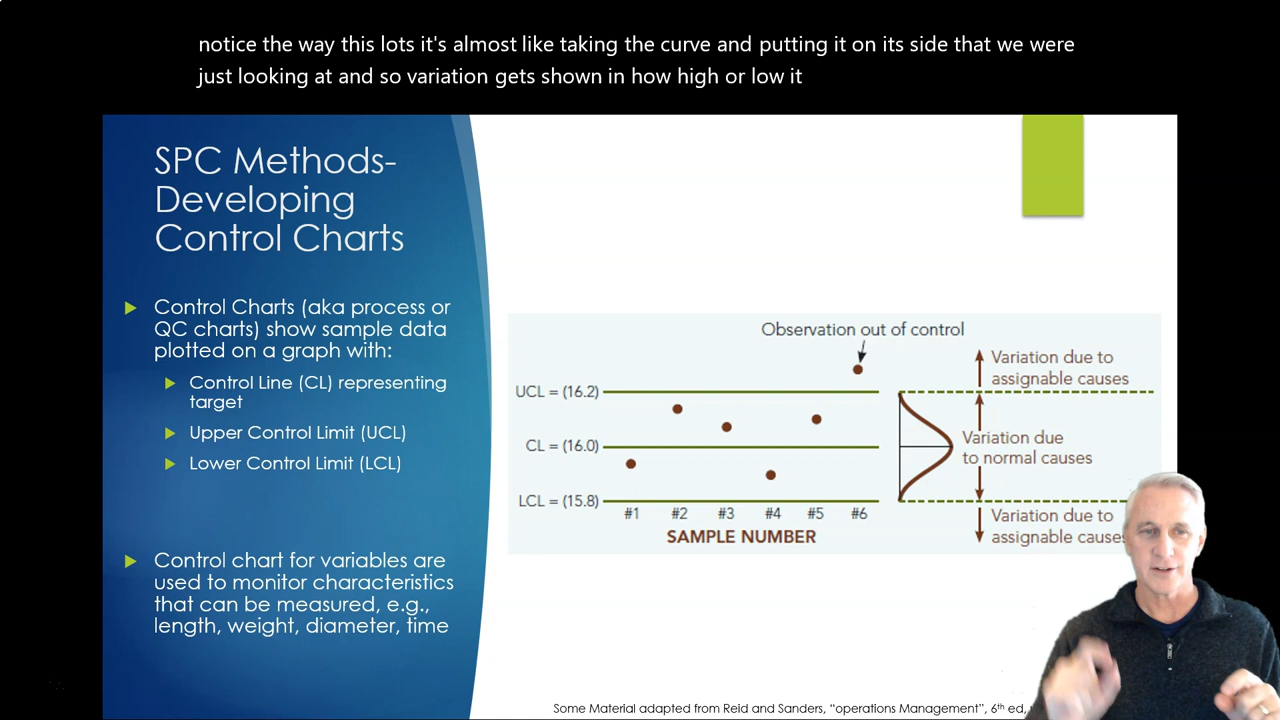 notice the way this lots it's almost like taking the curve and putting it on its side that we were
just looking at and so variation gets shown in how high or low it
SPC Methods-
Developing
Control Charts
Control Charts (aka process or
QC charts) show sample data
plotted on a graph with:
Control Line (CL) representing
target
Upper Control Limit (UCL)
Lower Control Limit (LCL)
Control chart for variables are
used to monitor characteristics
that can be measured, e.g.,
length, weight, diameter, time
Observation out of control
UCL = (16.2)
CL = (16.0)
LCL = (15.8)
#1 #2 #3 #4 #5 #6
SAMPLE NUMBER
Variation due to
assignable causes
Variation due
to normal causes
Variation due to
assignable causes
Some Material adapted from Reid and Sanders, “operations Management”, 6th ed,